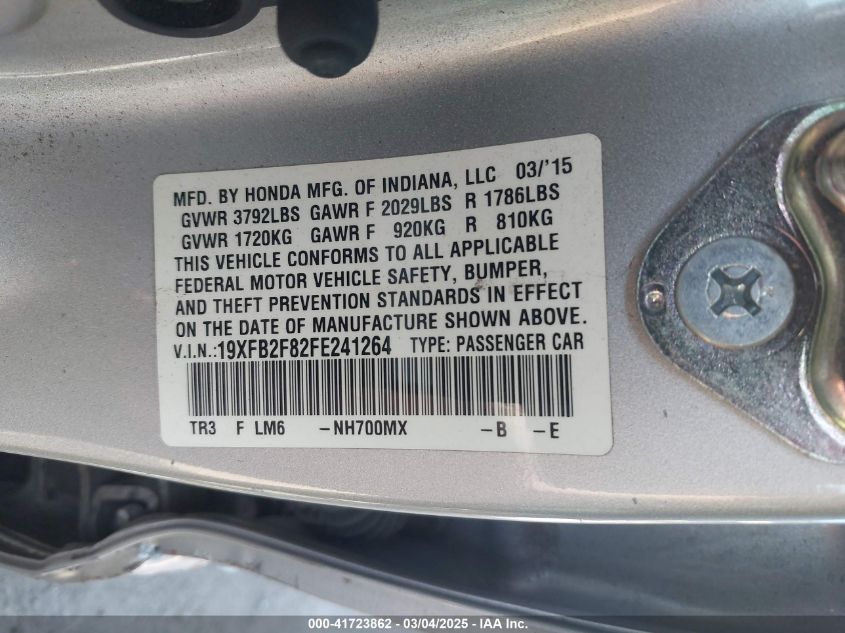 MFD. BY HONDA MFG. OF INDIANA, LLC 03/'15
GVWR 3792LBS GAWR F 2029LBS R 1786LBS
GVWR 1720KG GAWR F 920KG R 810KG
THIS VEHICLE CONFORMS TO ALL APPLICABLE
FEDERAL MOTOR VEHICLE SAFETY, BUMPER,
AND THEFT PREVENTION STANDARDS IN EFFECT
ON THE DATE OF MANUFACTURE SHOWN ABOVE.
V.I.N.:19XFB2F82FE241264 TYPE: PASSENGER CAR
TR3 F LM6 -NH700MX -B -E
000-41723862 - 03/04/2025 - IAA Inc.